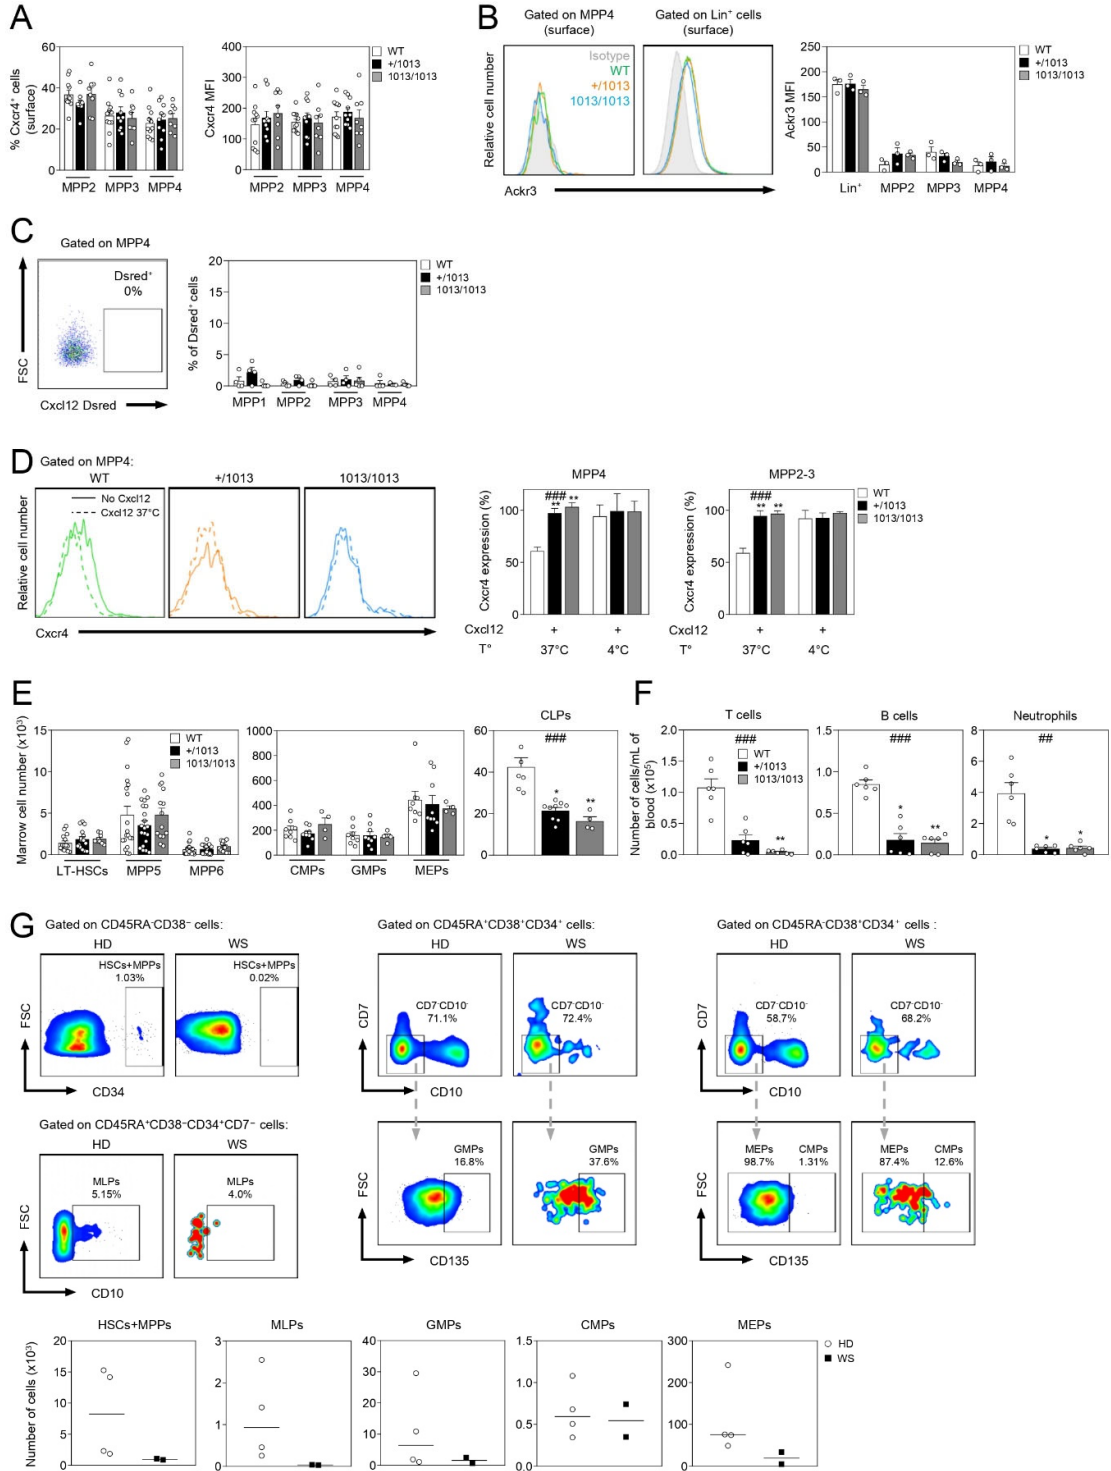 A
% Cxcr4⁺ cells
(surface)
60
40
20
0
MPP2 MPP3 MPP4
Cxcr4 MFI
400
300
200
100
0
MPP2 MPP3 MPP4
WT
+/1013
1013/1013
B
Gated on MPP4
(surface)
Gated on Lin⁺ cells
(surface)
Relative cell number
Isotype
WT
+/1013
1013/1013
Ackr3
Ackr3 MFI
250
200
150
100
50
0
Lin⁺ MPP2 MPP3 MPP4
WT
+/1013
1013/1013
C
Gated on MPP4
FSC
Dsred⁺
0%
Cxcl12 Dsred
% of Dsred⁺ cells
20
15
10
5
0
MPP1 MPP2 MPP3 MPP4
WT
+/1013
1013/1013
D
Gated on MPP4:
WT +/1013 1013/1013
Relative cell number
No Cxcl12
Cxcl12 37°C
Cxcr4
MPP4
Cxcr4 expression (%)
100
50
0
###
** **
Cxcl12 + +
T° 37°C 4°C
MPP2-3
Cxcr4 expression (%)
100
50
0
###
** **
Cxcl12 + +
T° 37°C 4°C
WT
+/1013
1013/1013
E
Marrow cell number (x10³)
15
10
5
0
LT-HSCs MPP5 MPP6
WT
+/1013
1013/1013
1000
800
600
400
200
0
CMPs GMPs MEPs
CLPs
60
40
20
0
###
* **
F
Number of cells/mL of
blood (x10⁵)
T cells
2.0
1.5
1.0
0.5
0.0
###
WT
+/1013
1013/1013
**
B cells
1.5
1.0
0.5
0.0
###
* **
Neutrophils
10
8
6
4
2
0
##
* *
G
Gated on CD45RA⁻CD38⁻ cells:
HD WS
HSCs+MPPs
1.03%
HSCs+MPPs
0.02%
FSC
CD34
Gated on CD45RA⁺CD38⁺CD34⁺ cells:
HD WS
CD7⁻CD10⁻
71.1%
CD7⁻CD10⁻
72.4%
CD7
CD10
GMPs
16.8%
GMPs
37.6%
FSC
CD135
Gated on CD45RA⁻CD38⁺CD34⁺ cells :
HD WS
CD7⁻CD10⁻
58.7%
CD7⁻CD10⁻
68.2%
CD7
CD10
MEPs CMPs
98.7% 1.31%
MEPs CMPs
87.4% 12.6%
FSC
CD135
Gated on CD45RA⁺CD38⁻CD34⁺CD7⁻ cells:
HD WS
MLPs
5.15%
MLPs
4.0%
FSC
CD10
Number of cells (x10³)
HSCs+MPPs
20
15
10
5
0
MLPs
3
2
1
0
GMPs
40
30
20
10
0
CMPs
1.5
1.0
0.5
0.0
MEPs
300
200
100
0
HD
WS